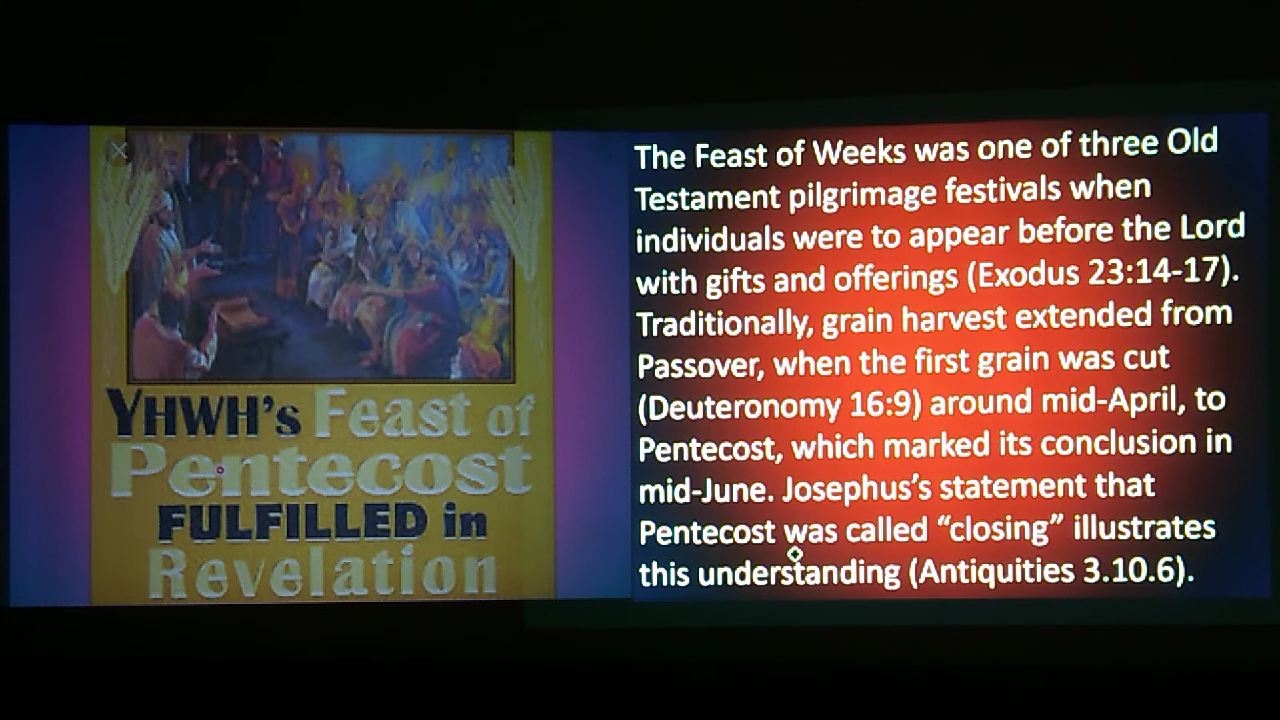 YHWH's Feast of
Pentecost
FULFILLED in
Revelation
The Feast of Weeks was one of three Old
Testament pilgrimage festivals when
individuals were to appear before the Lord
with gifts and offerings (Exodus 23:14-17).
Traditionally, grain harvest extended from
Passover, when the first grain was cut
(Deuteronomy 16:9) around mid-April, to
Pentecost, which marked its conclusion in
mid-June. Josephus’s statement that
Pentecost was called “closing” illustrates
this understanding (Antiquities 3.10.6).